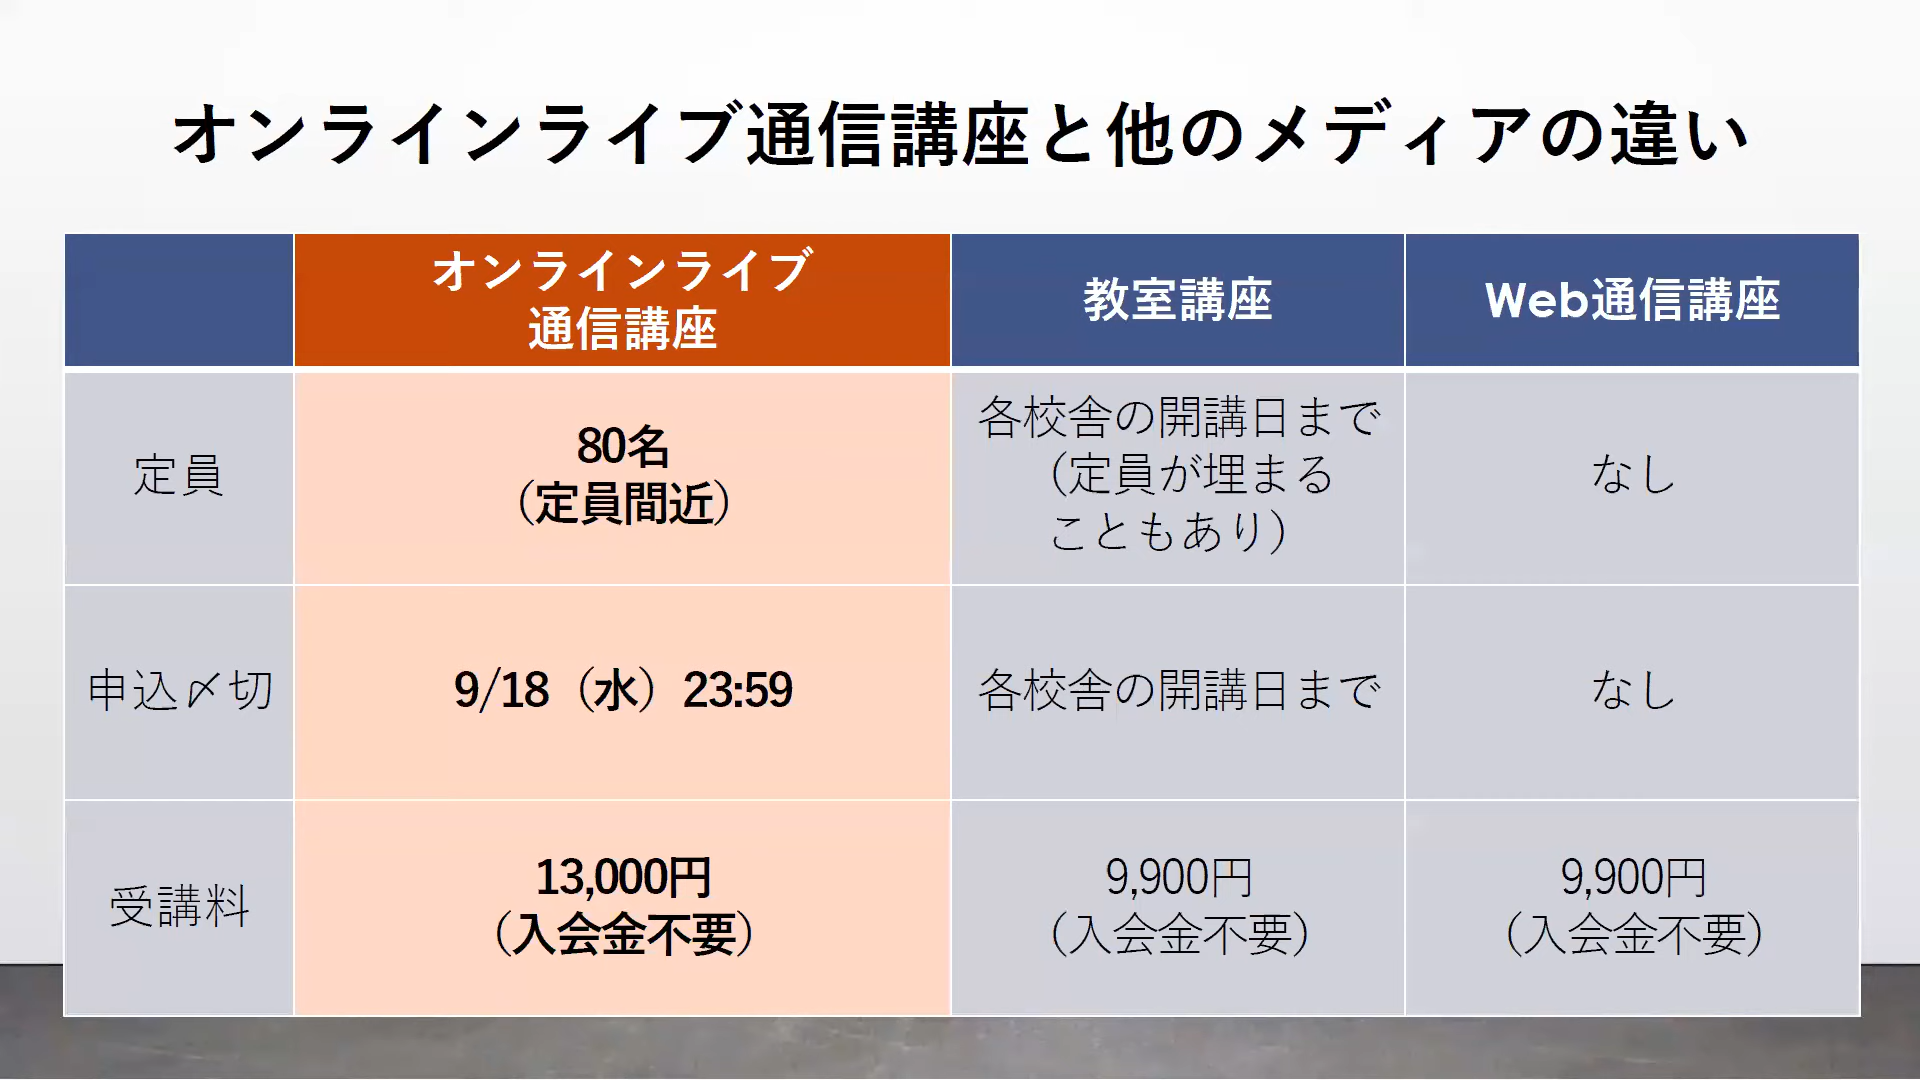 オンラインライブ通信講座と他のメディアの違い
オンラインライブ
通信講座
教室講座
Web通信講座
定員
80名
（定員間近）
各校舎の開講日まで
（定員が埋まる
こともあり）
なし
申込〆切
9/18（水）23:59
各校舎の開講日まで
なし
受講料
13,000円
（入会金不要）
9,900円
（入会金不要）
9,900円
（入会金不要）